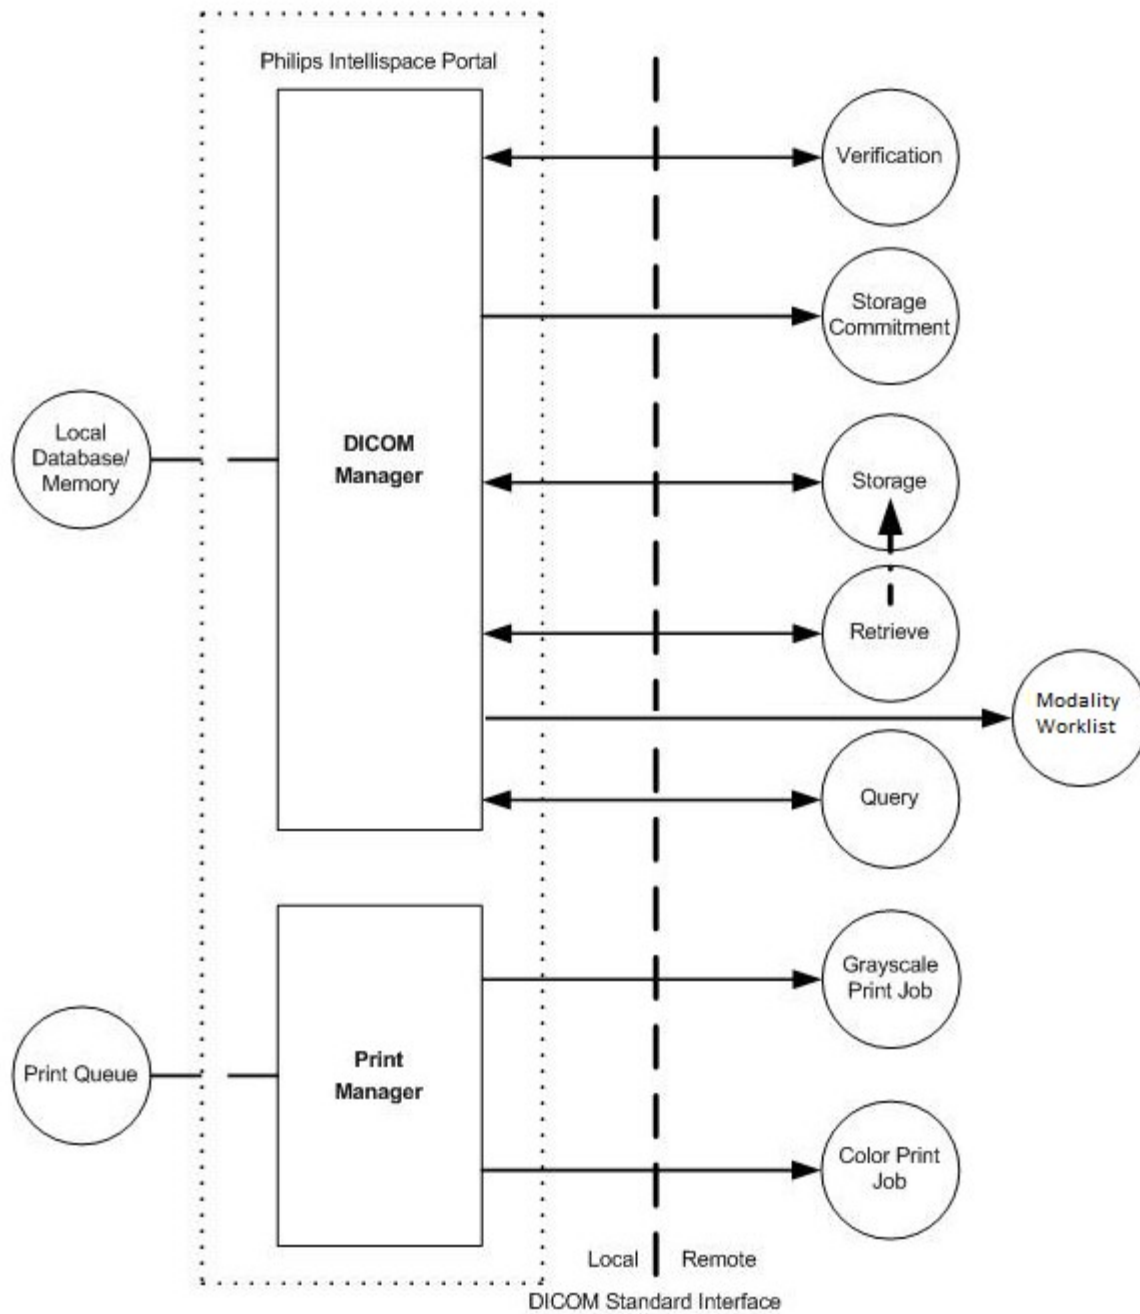 Philips Intellispace Portal
Verification
Storage
Commitment
Local
Database/
Memory
DICOM
Manager
Storage
Retrieve
Modality
Worklist
Query
Grayscale
Print Job
Print Queue
Print
Manager
Color Print
Job
Local
Remote
DICOM Standard Interface